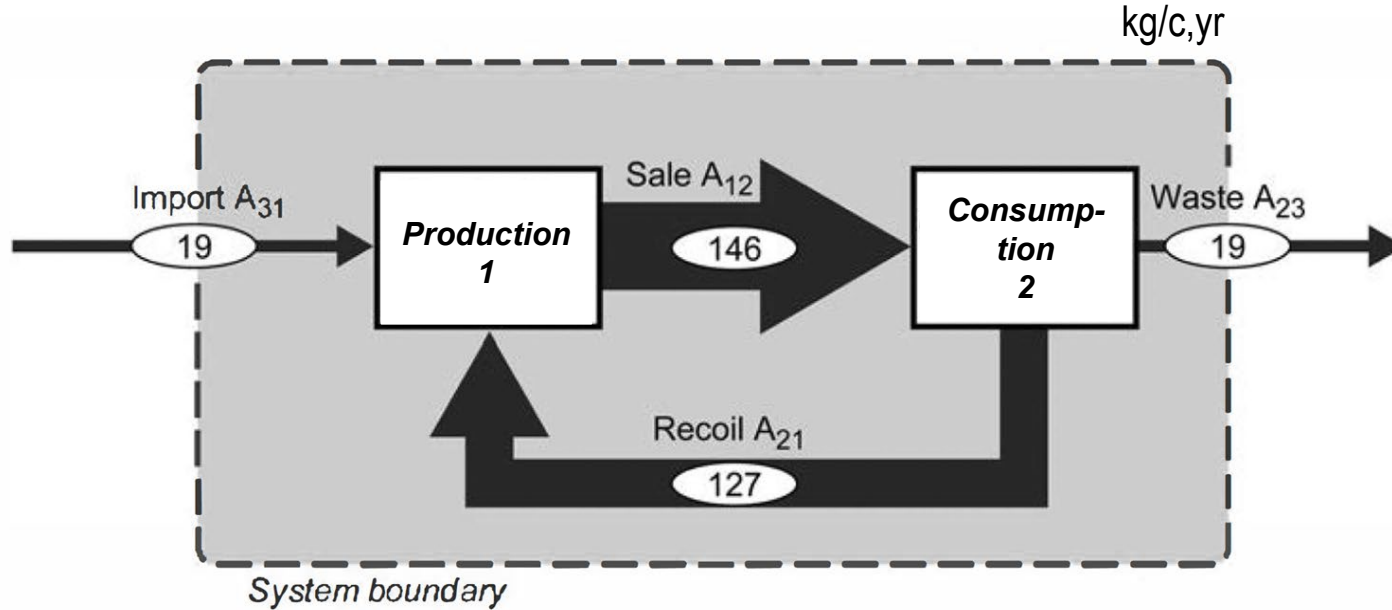 kg/c,yr
Import A31
19
Production
1
Sale A12
146
Consump-
tion
2
Waste A23
19
Recoil A21
127
System boundary